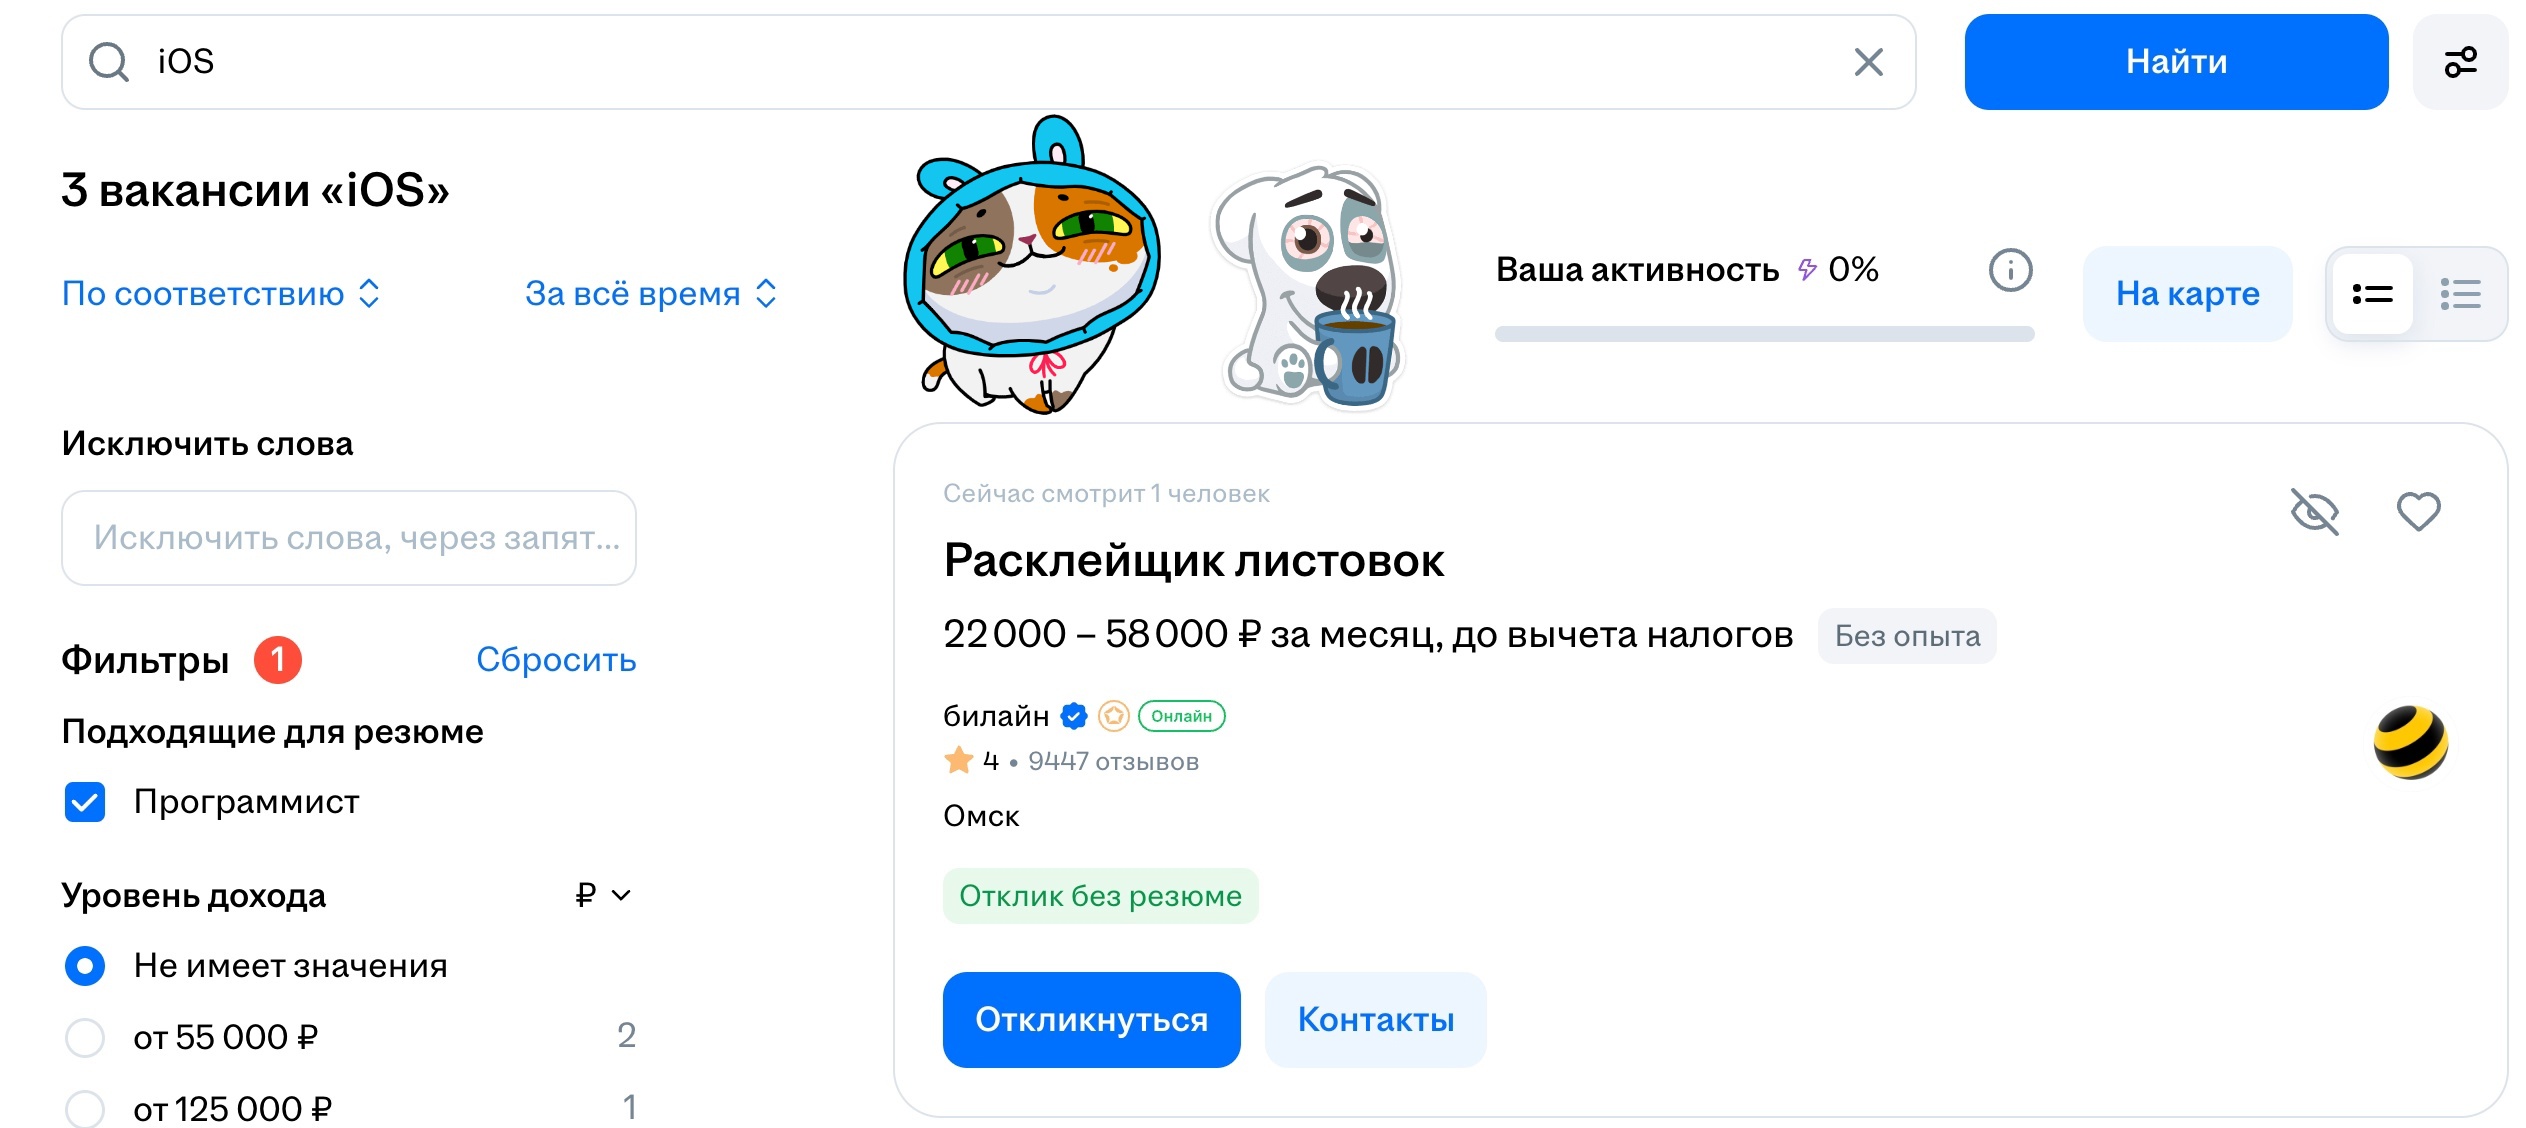 iOS
Найти
3 вакансии «iOS»
По соответствию
За всё время
Ваша активность 0%
На карте
Исключить слова
Исключить слова, через запят...
Фильтры 1
Сбросить
Подходящие для резюме
Программист
Уровень дохода
₽
Не имеет значения
от 55 000 ₽
2
от 125 000 ₽
1
Сейчас смотрит 1 человек
Расклейщик листовок
22 000 – 58 000 ₽ за месяц, до вычета налогов
Без опыта
билайн
Онлайн
4 • 9447 отзывов
Омск
Отклик без резюме
Откликнуться
Контакты